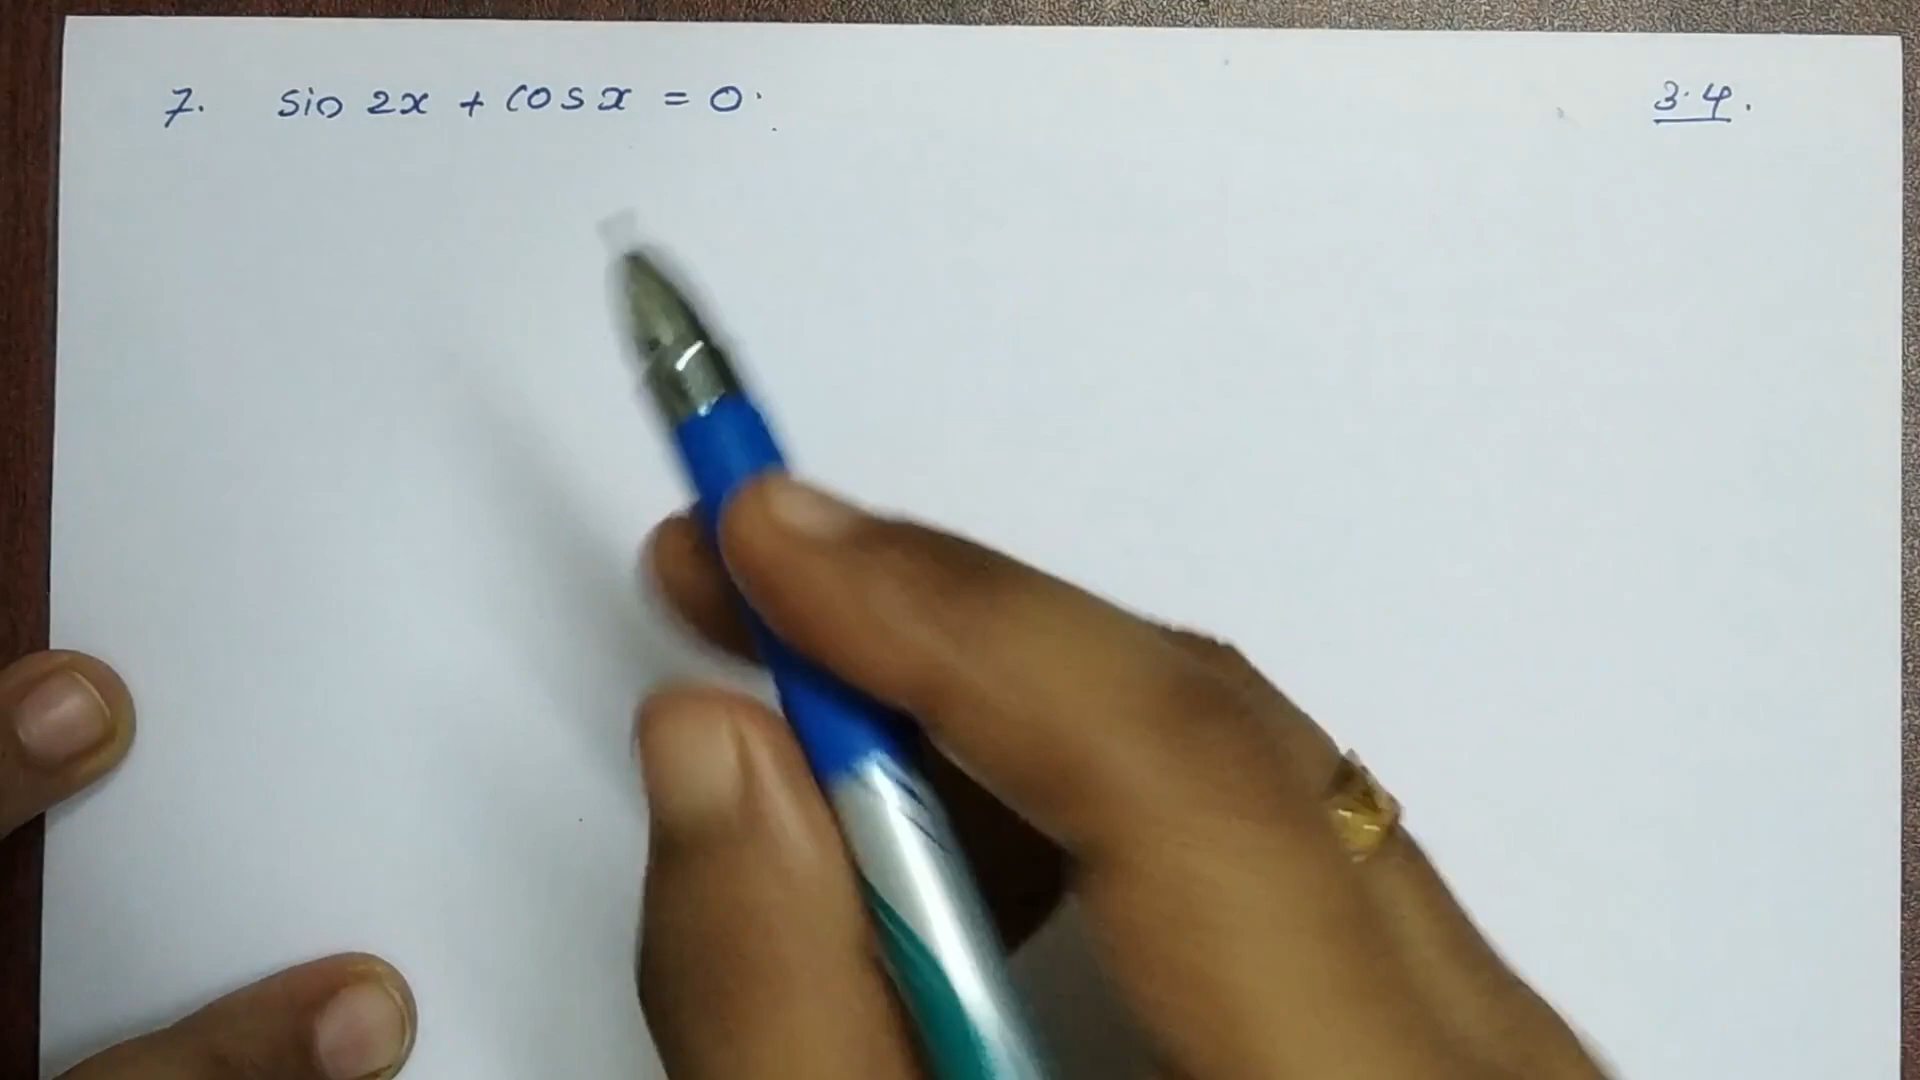 7. sin 2x + cos x = 0. 3.4.